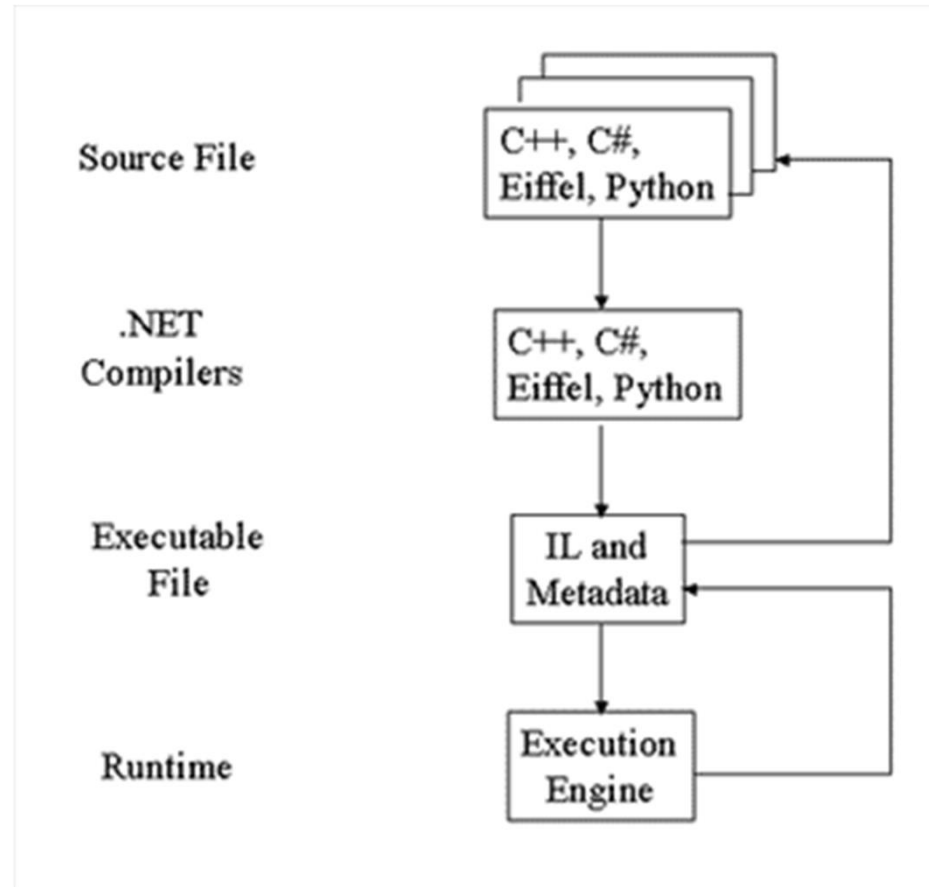 Source File
C++, C#,
Eiffel, Python
.NET
Compilers
C++, C#,
Eiffel, Python
Executable
File
IL and
Metadata
Runtime
Execution
Engine